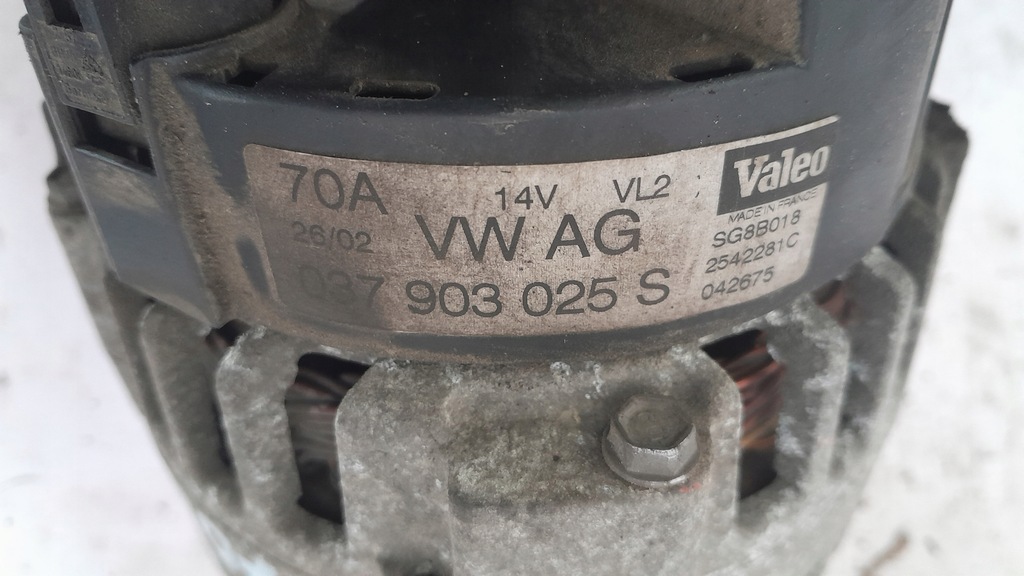 70A 14V VL2 Valeo
MADE IN FRANCE
26/02 VW AG SG8B018
2542281C
037 903 025 S 042675